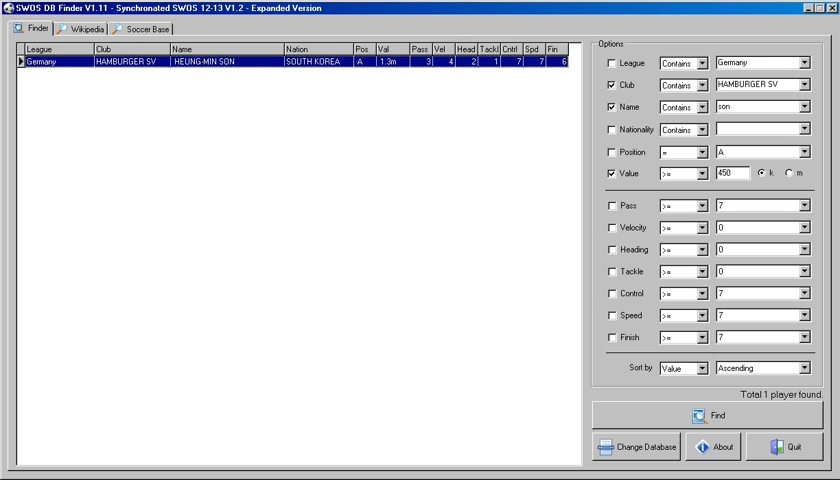 SWOS DB Finder V1.11 - Synchronated SWOS 12-13 V1.2 - Expanded Version
Finder Wikipedia Soccer Base
League Club Name Nation Pos Val Pass Vel Head Tackl Cntrl Spd Fin
Germany HAMBURGER SV HEUNG-MIN SON SOUTH KOREA A 1.3m 3 4 2 1 7 7 6
Options
League Contains Germany
Club Contains HAMBURGER SV
Name Contains son
Nationality Contains
Position = A
Value >= 450 k m
Pass >= 7
Velocity >= 0
Heading >= 0
Tackle >= 0
Control >= 7
Speed >= 7
Finish >= 7
Sort by Value Ascending
Total 1 player found.
Find
Change Database About Quit